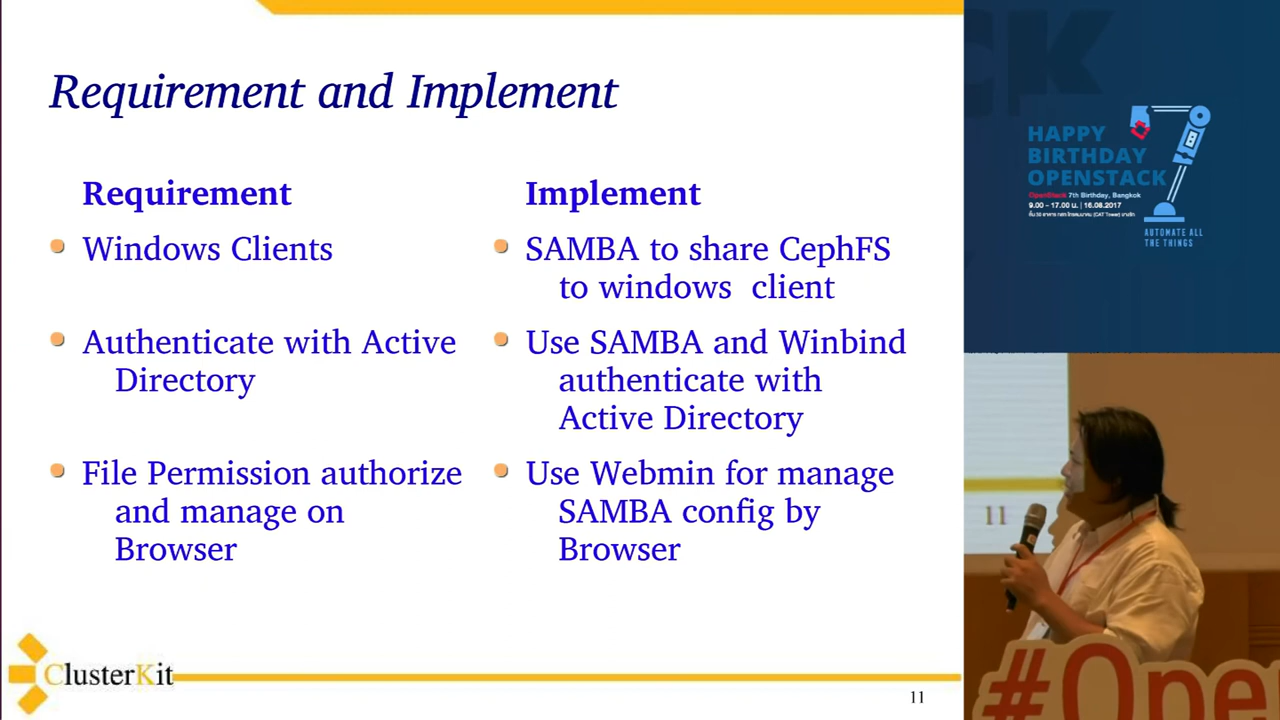 Requirement and Implement
Requirement
Windows Clients
Authenticate with Active
Directory
File Permission authorize
and manage on
Browser
Implement
SAMBA to share CephFS
to windows client
Use SAMBA and Winbind
authenticate with
Active Directory
Use Webmin for manage
SAMBA config by
Browser
ClusterKit
11
HAPPY
BIRTHDAY
OPENSTACK
7
OpenStack 7th Birthday, Bangkok
9.00 - 17.00 น. | 16.08.2017
AUTOMATE ALL
THE THINGS
11
#Ope